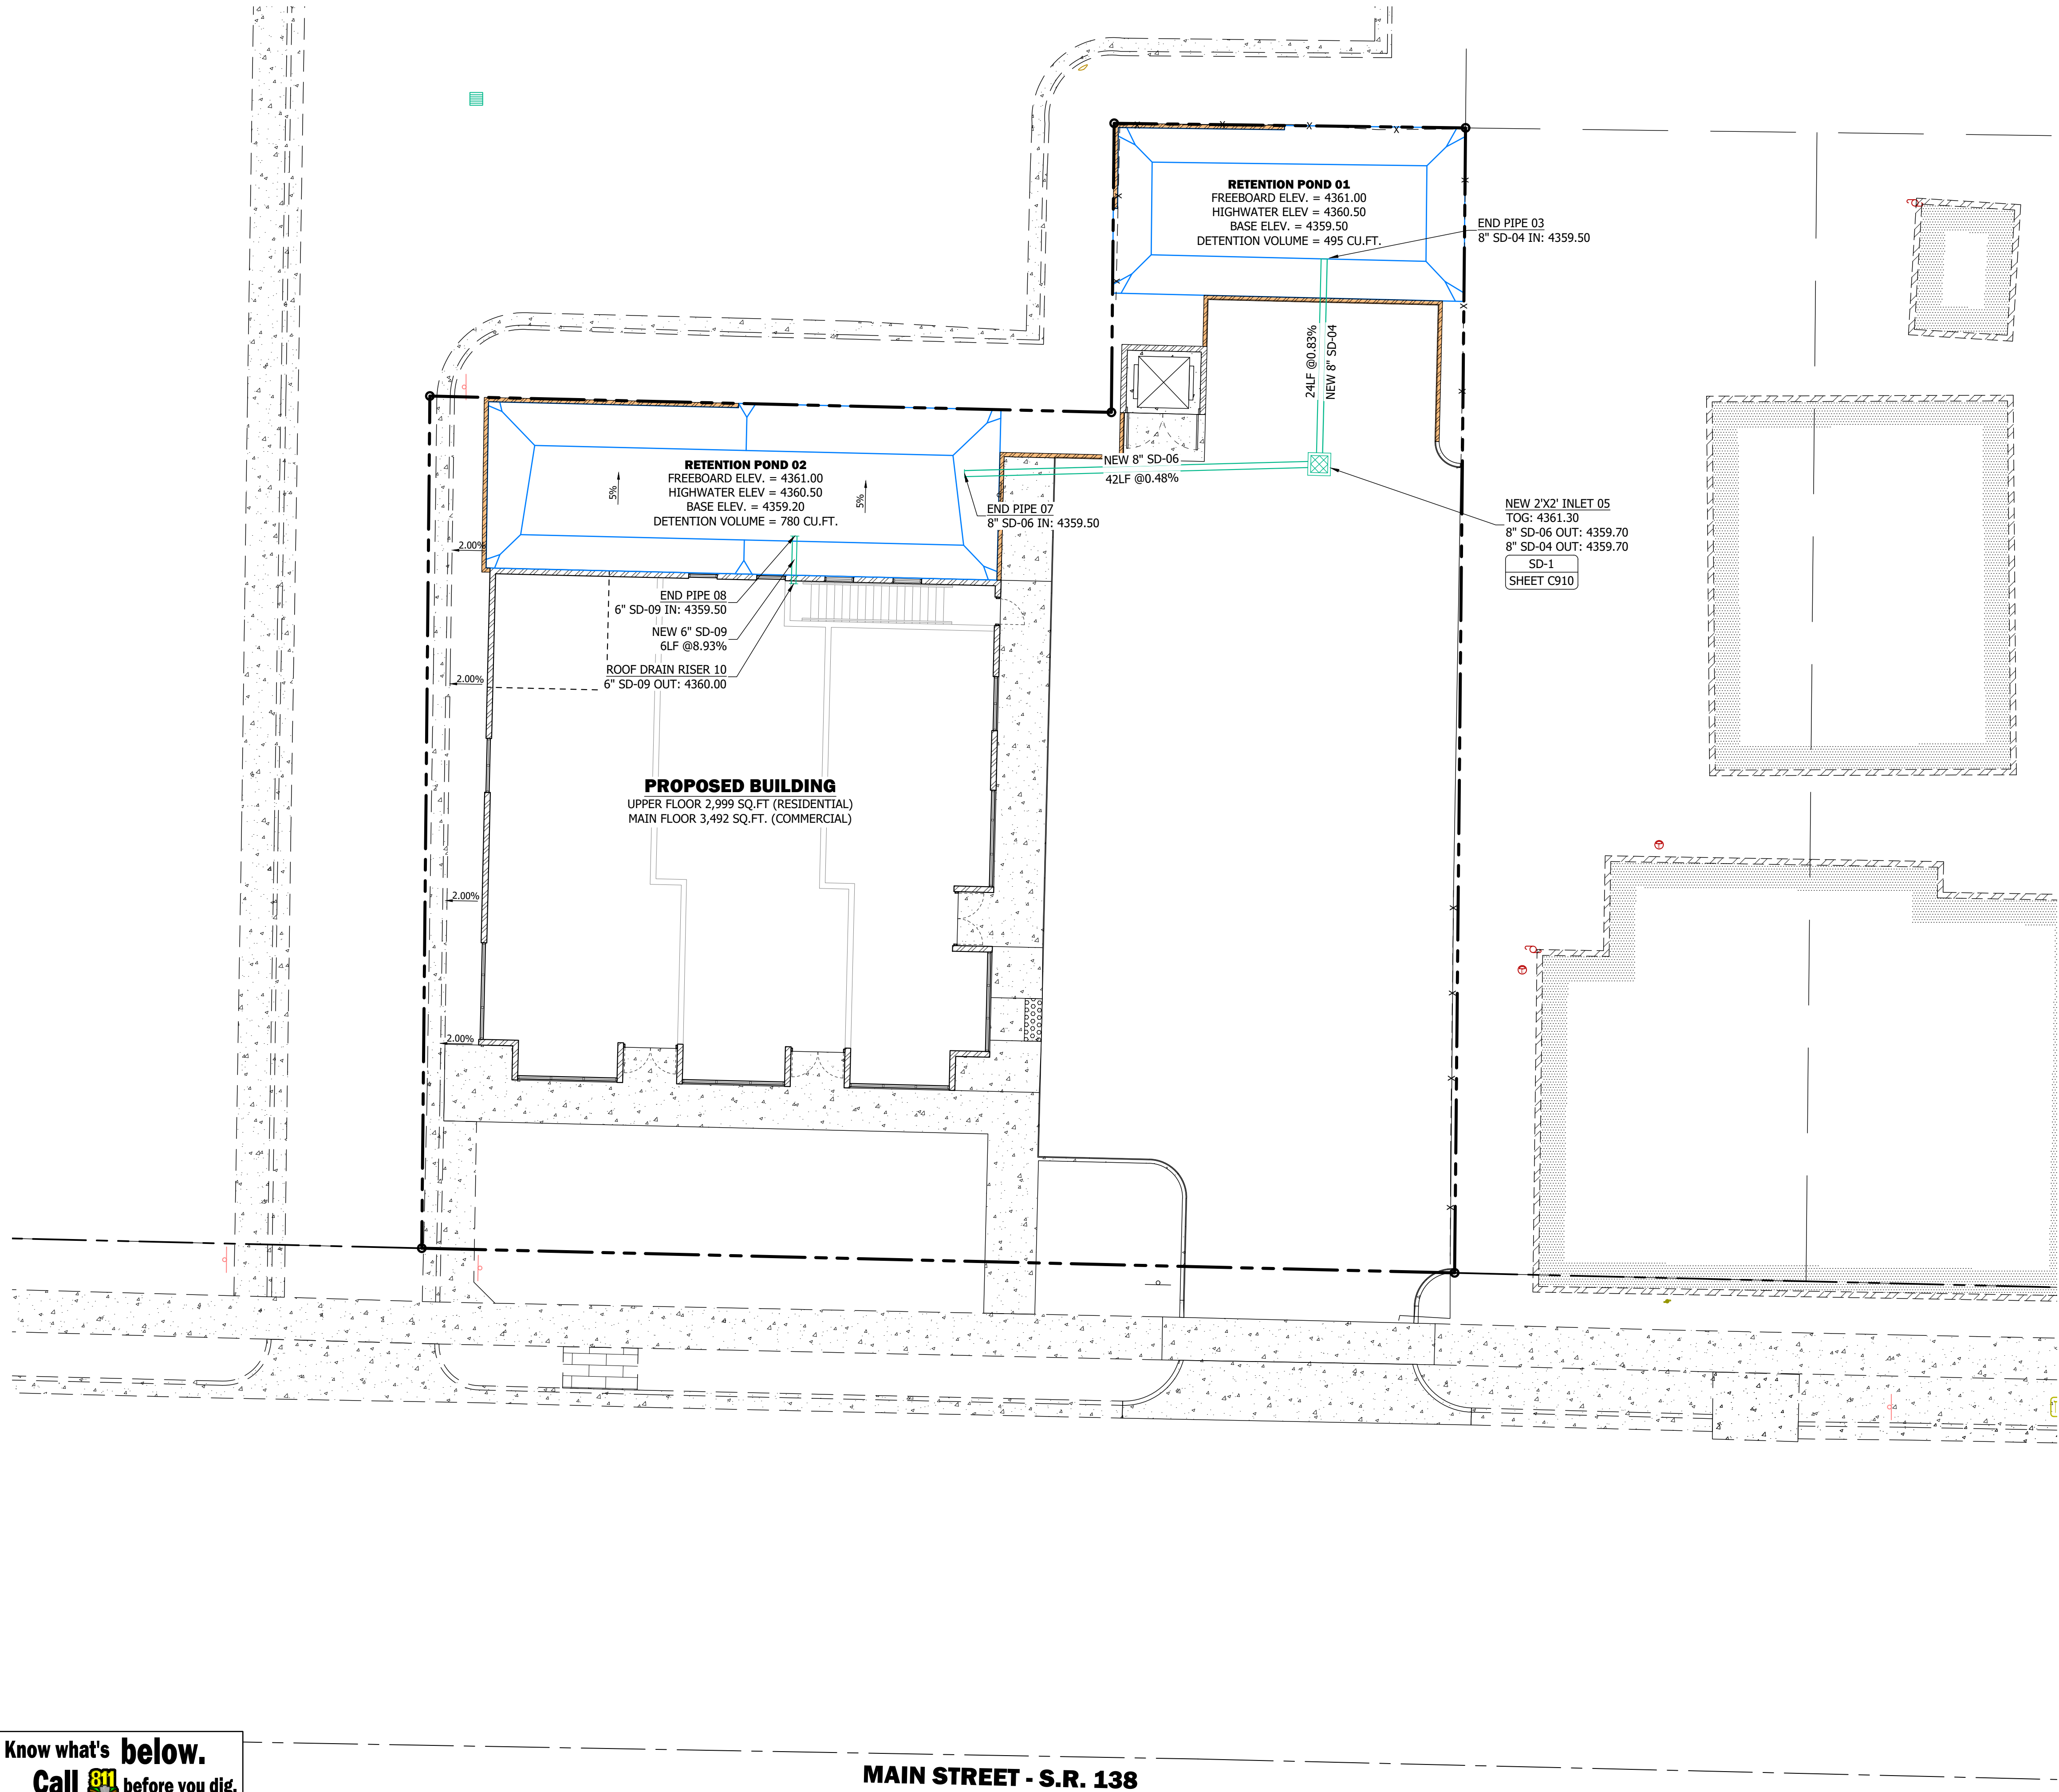 RETENTION POND 01
FREEBOARD ELEV. = 4361.00
HIGHWATER ELEV = 4360.50
BASE ELEV. = 4359.50
DETENTION VOLUME = 495 CU.FT.
END PIPE 03
8" SD-04 IN: 4359.50
24LF @0.83%
NEW 8" SD-04
RETENTION POND 02
FREEBOARD ELEV. = 4361.00
HIGHWATER ELEV = 4360.50
BASE ELEV. = 4359.20
DETENTION VOLUME = 780 CU.FT.
5%
5%
NEW 8" SD-06
42LF @0.48%
END PIPE 07
8" SD-06 IN: 4359.50
NEW 2'X2' INLET 05
TOG: 4361.30
8" SD-06 OUT: 4359.70
8" SD-04 OUT: 4359.70
SD-1
SHEET C910
2.00%
END PIPE 08
6" SD-09 IN: 4359.50
NEW 6" SD-09
6LF @8.93%
ROOF DRAIN RISER 10
6" SD-09 OUT: 4360.00
2.00%
PROPOSED BUILDING
UPPER FLOOR 2,999 SQ.FT (RESIDENTIAL)
MAIN FLOOR 3,492 SQ.FT. (COMMERCIAL)
2.00%
2.00%
Know what's below.
Call 811 before you dig.
MAIN STREET - S.R. 138